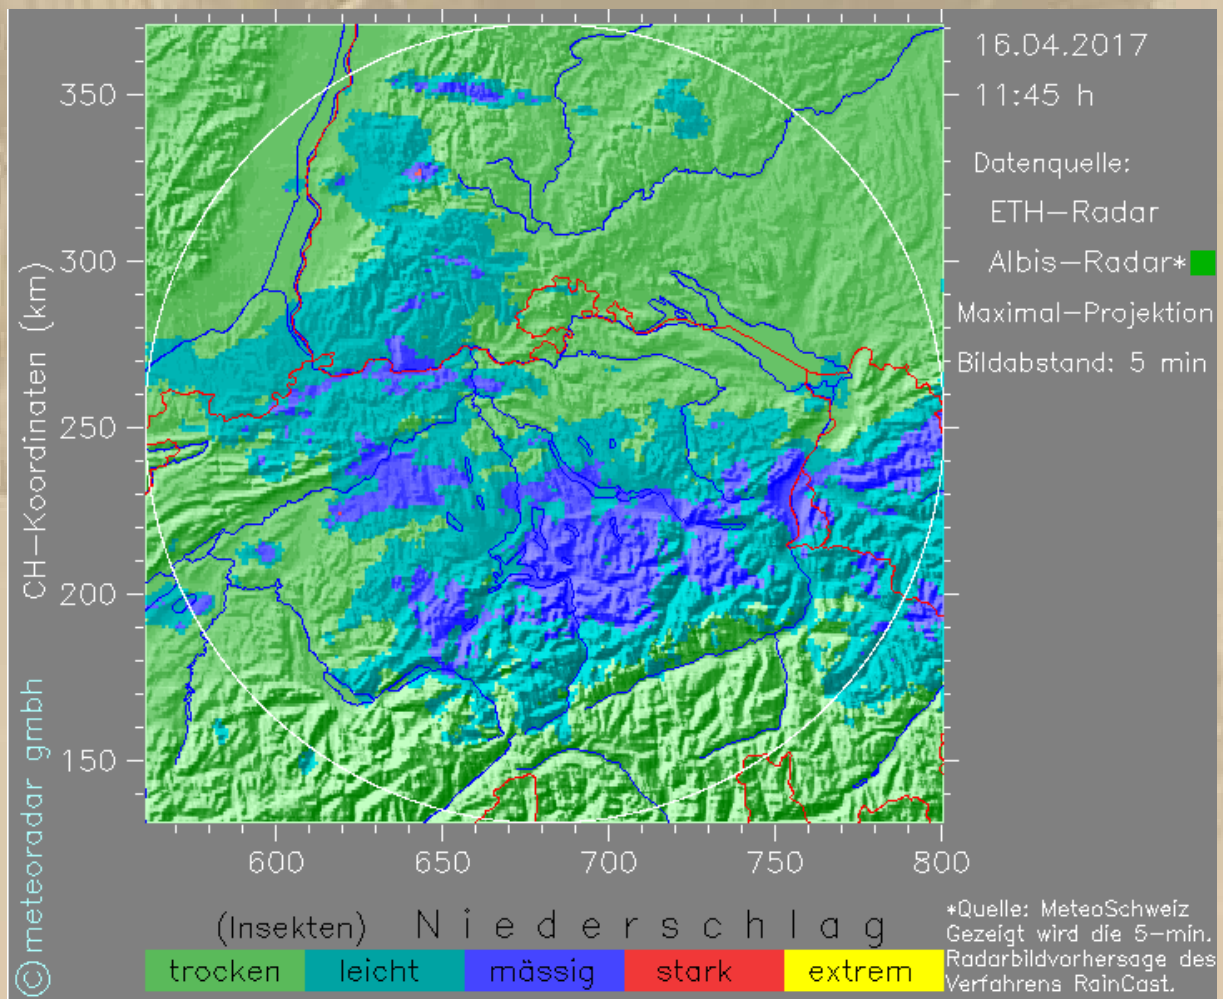 16.04.2017
11:45 h
Datenquelle:
ETH-Radar
Albis-Radar*
Maximal-Projektion
Bildabstand: 5 min
CH-Koordinaten (km)
350
300
250
200
150
600
650
700
750
800
© meteoradar gmbh
(Insekten) Niederschlag
trocken
leicht
mässig
stark
extrem
*Quelle: MeteoSchweiz
Gezeigt wird die 5-min.
Radarbildvorhersage des
Verfahrens RainCast.